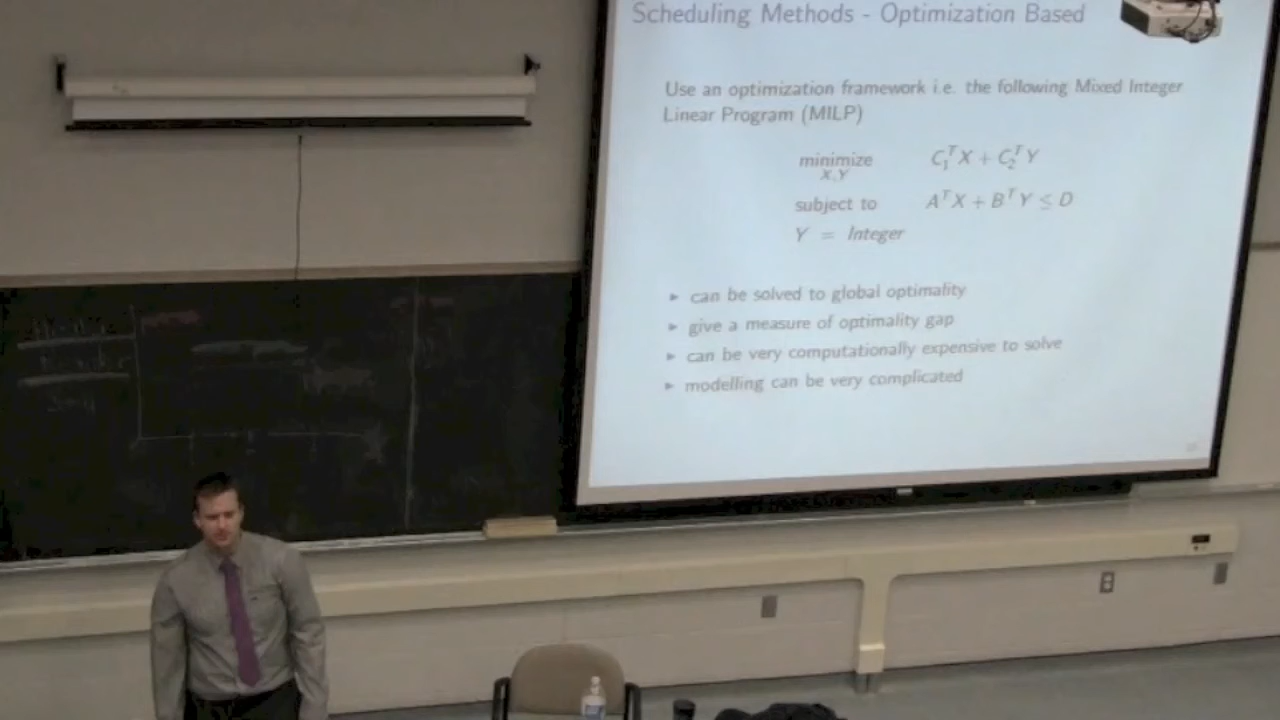 Scheduling Methods - Optimization Based
Use an optimization framework i.e. the following Mixed Integer
Linear Program (MILP)
minimize C₁ᵀX + C₂ᵀY
X,Y
subject to AᵀX + BᵀY ≤ D
Y = Integer
▸ can be solved to global optimality
▸ give a measure of optimality gap
▸ can be very computationally expensive to solve
▸ modelling can be very complicated